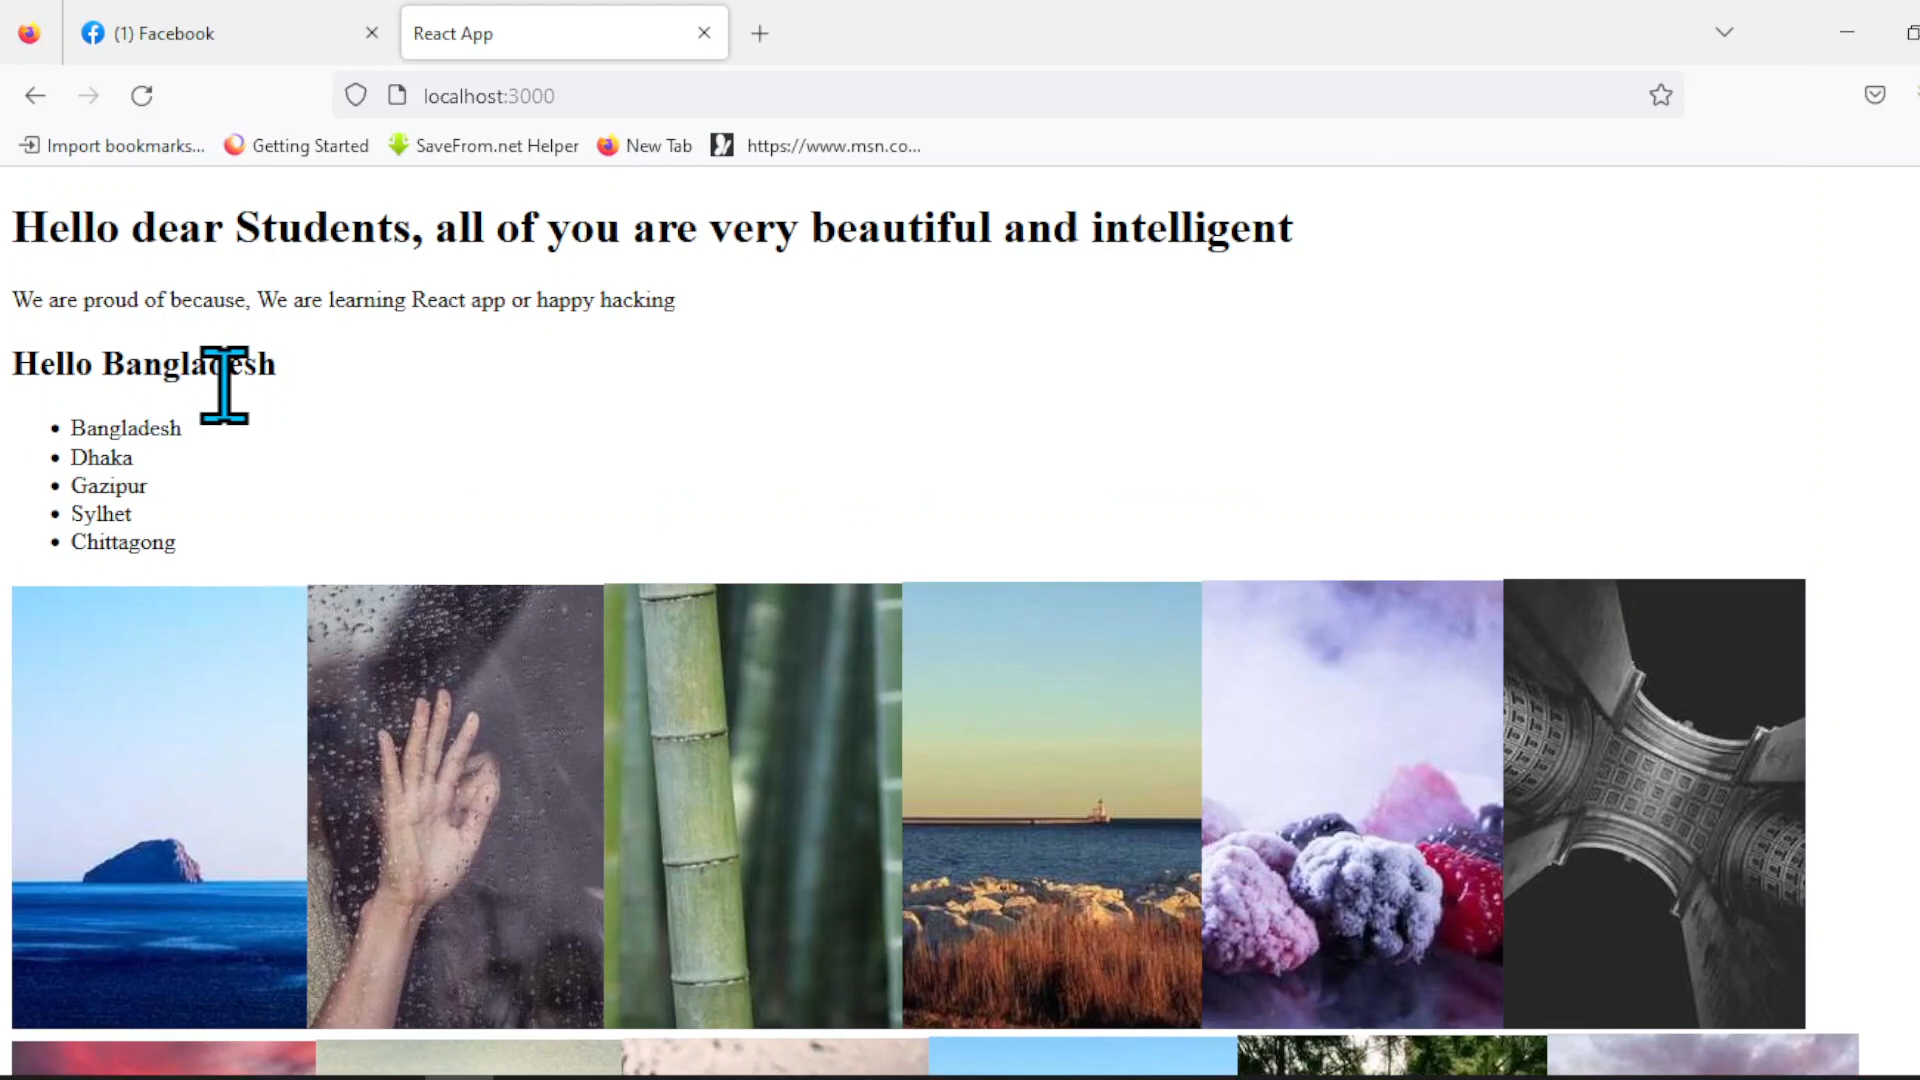 (1) Facebook
React App
localhost:3000
Import bookmarks...
Getting Started
SaveFrom.net Helper
New Tab
https://www.msn.co...
Hello dear Students, all of you are very beautiful and intelligent
We are proud of because, We are learning React app or happy hacking
Hello Bangladesh
Bangladesh
Dhaka
Gazipur
Sylhet
Chittagong